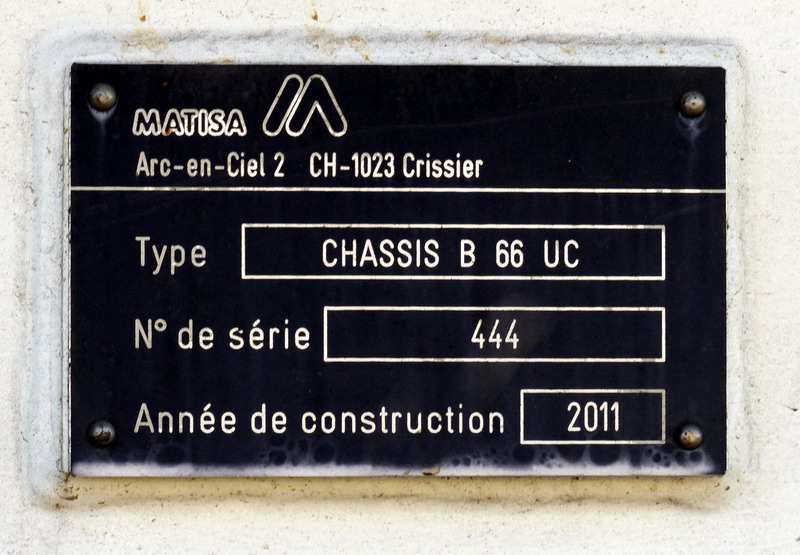 MATISA
Arc-en-Ciel 2 CH-1023 Crissier
Type CHASSIS B 66 UC
N° de série 444
Année de construction 2011